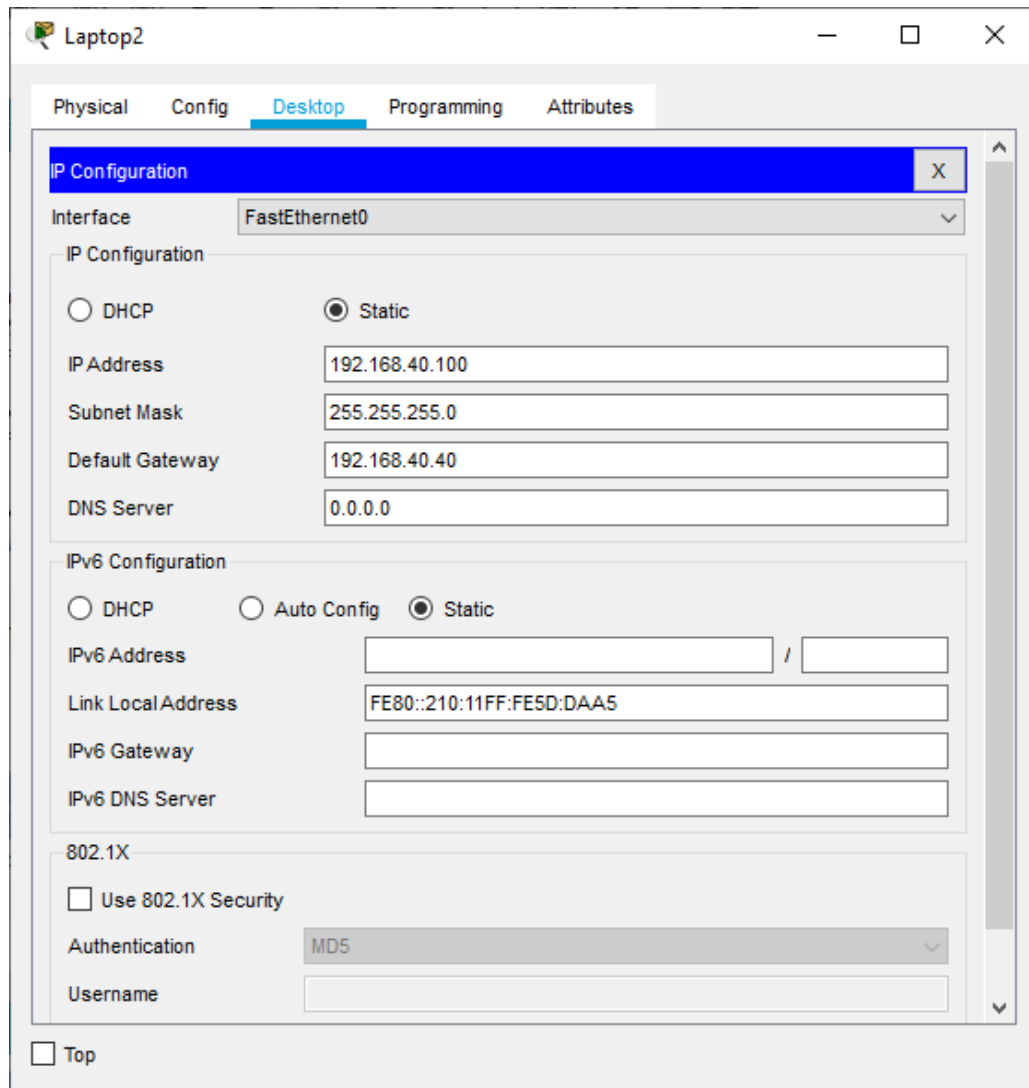 Laptop2
Physical Config Desktop Programming Attributes
IP Configuration X
Interface FastEthernet0
IP Configuration
DHCP Static
IP Address 192.168.40.100
Subnet Mask 255.255.255.0
Default Gateway 192.168.40.40
DNS Server 0.0.0.0
IPv6 Configuration
DHCP Auto Config Static
IPv6 Address /
Link Local Address FE80::210:11FF:FE5D:DAA5
IPv6 Gateway
IPv6 DNS Server
802.1X
Use 802.1X Security
Authentication MD5
Username
Top